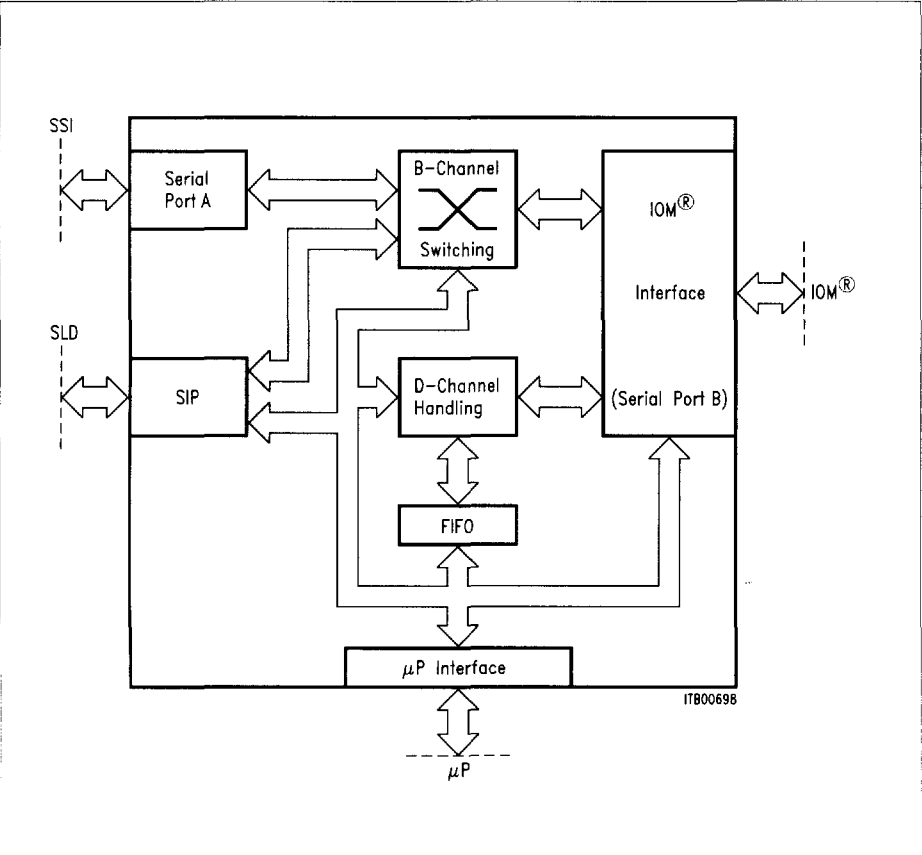 SSI
Serial
Port A
B-Channel
Switching
IOM®
Interface
(Serial Port B)
IOM®
SLD
SIP
D-Channel
Handling
FIFO
μP Interface
ITB00698
μP